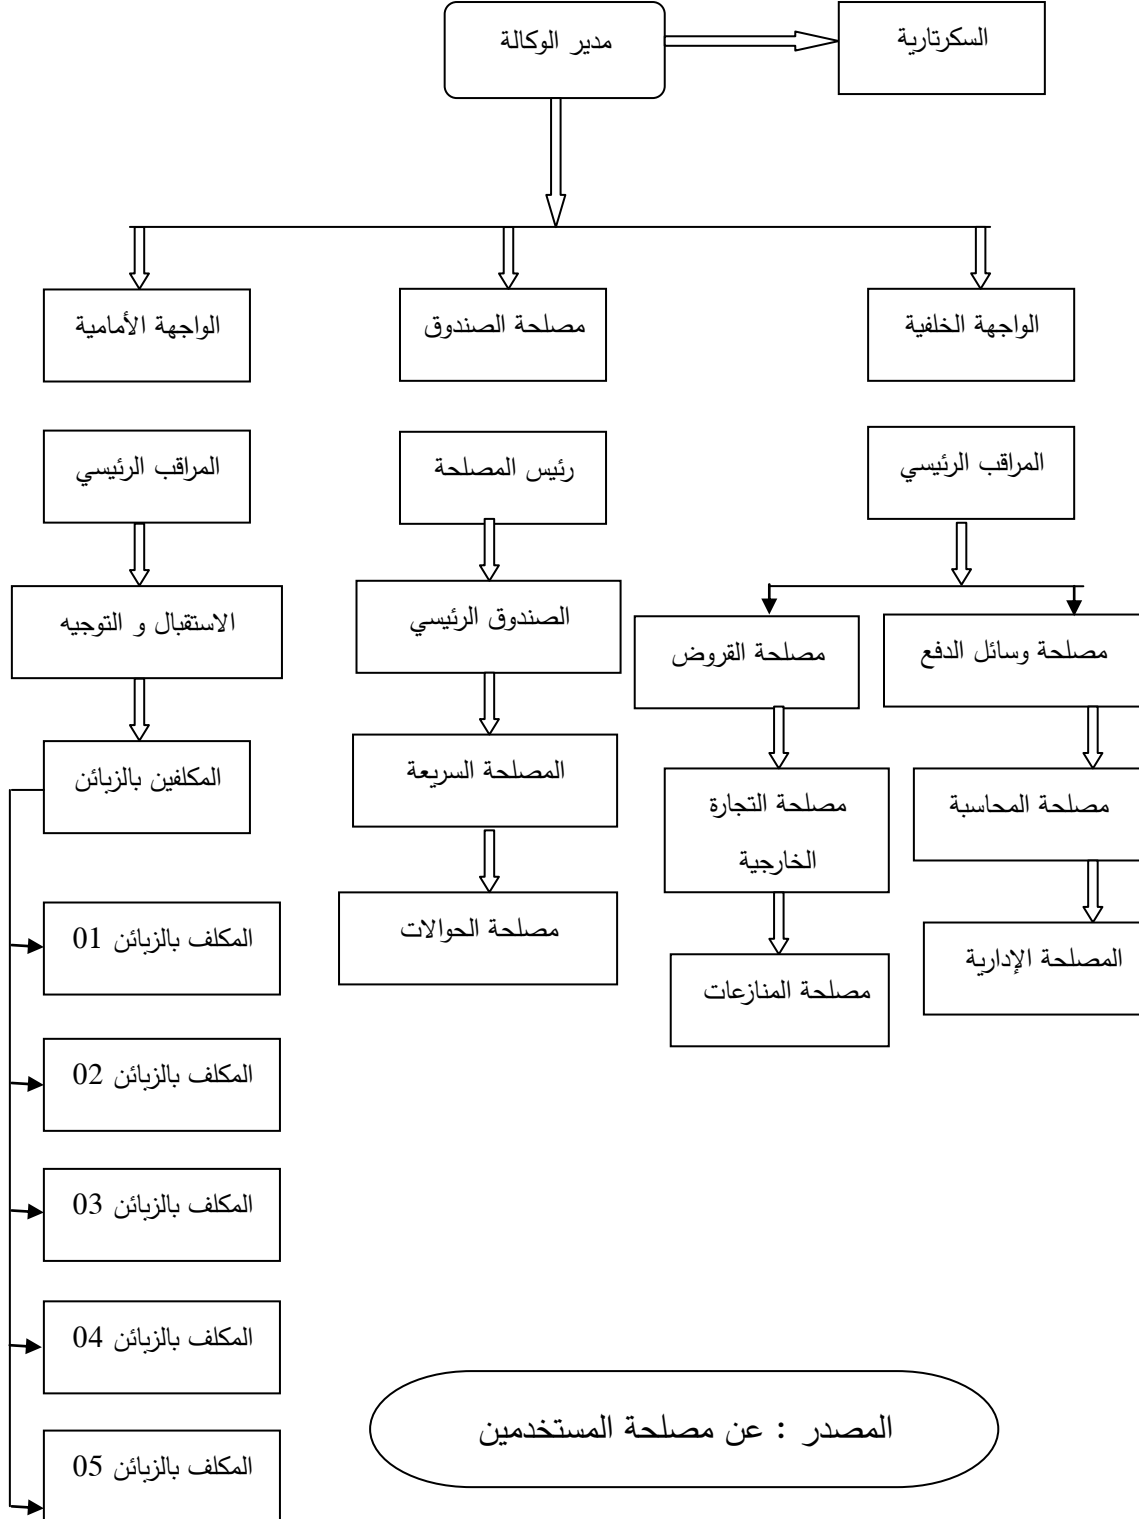 مدير الوكالة
السكرتارية
الواجهة الخلفية
مصلحة الصندوق
الواجهة الأمامية
المراقب الرئيسي
رئيس المصلحة
المراقب الرئيسي
مصلحة وسائل الدفع
مصلحة القروض
الصندوق الرئيسي
الاستقبال و التوجيه
مصلحة المحاسبة
مصلحة التجارة
الخارجية
المصلحة السريعة
المكلفين بالزبائن
المصلحة الإدارية
مصلحة المنازعات
مصلحة الحوالات
المكلف بالزبائن 01
المكلف بالزبائن 02
المكلف بالزبائن 03
المكلف بالزبائن 04
المكلف بالزبائن 05
المصدر : عن مصلحة المستخدمين